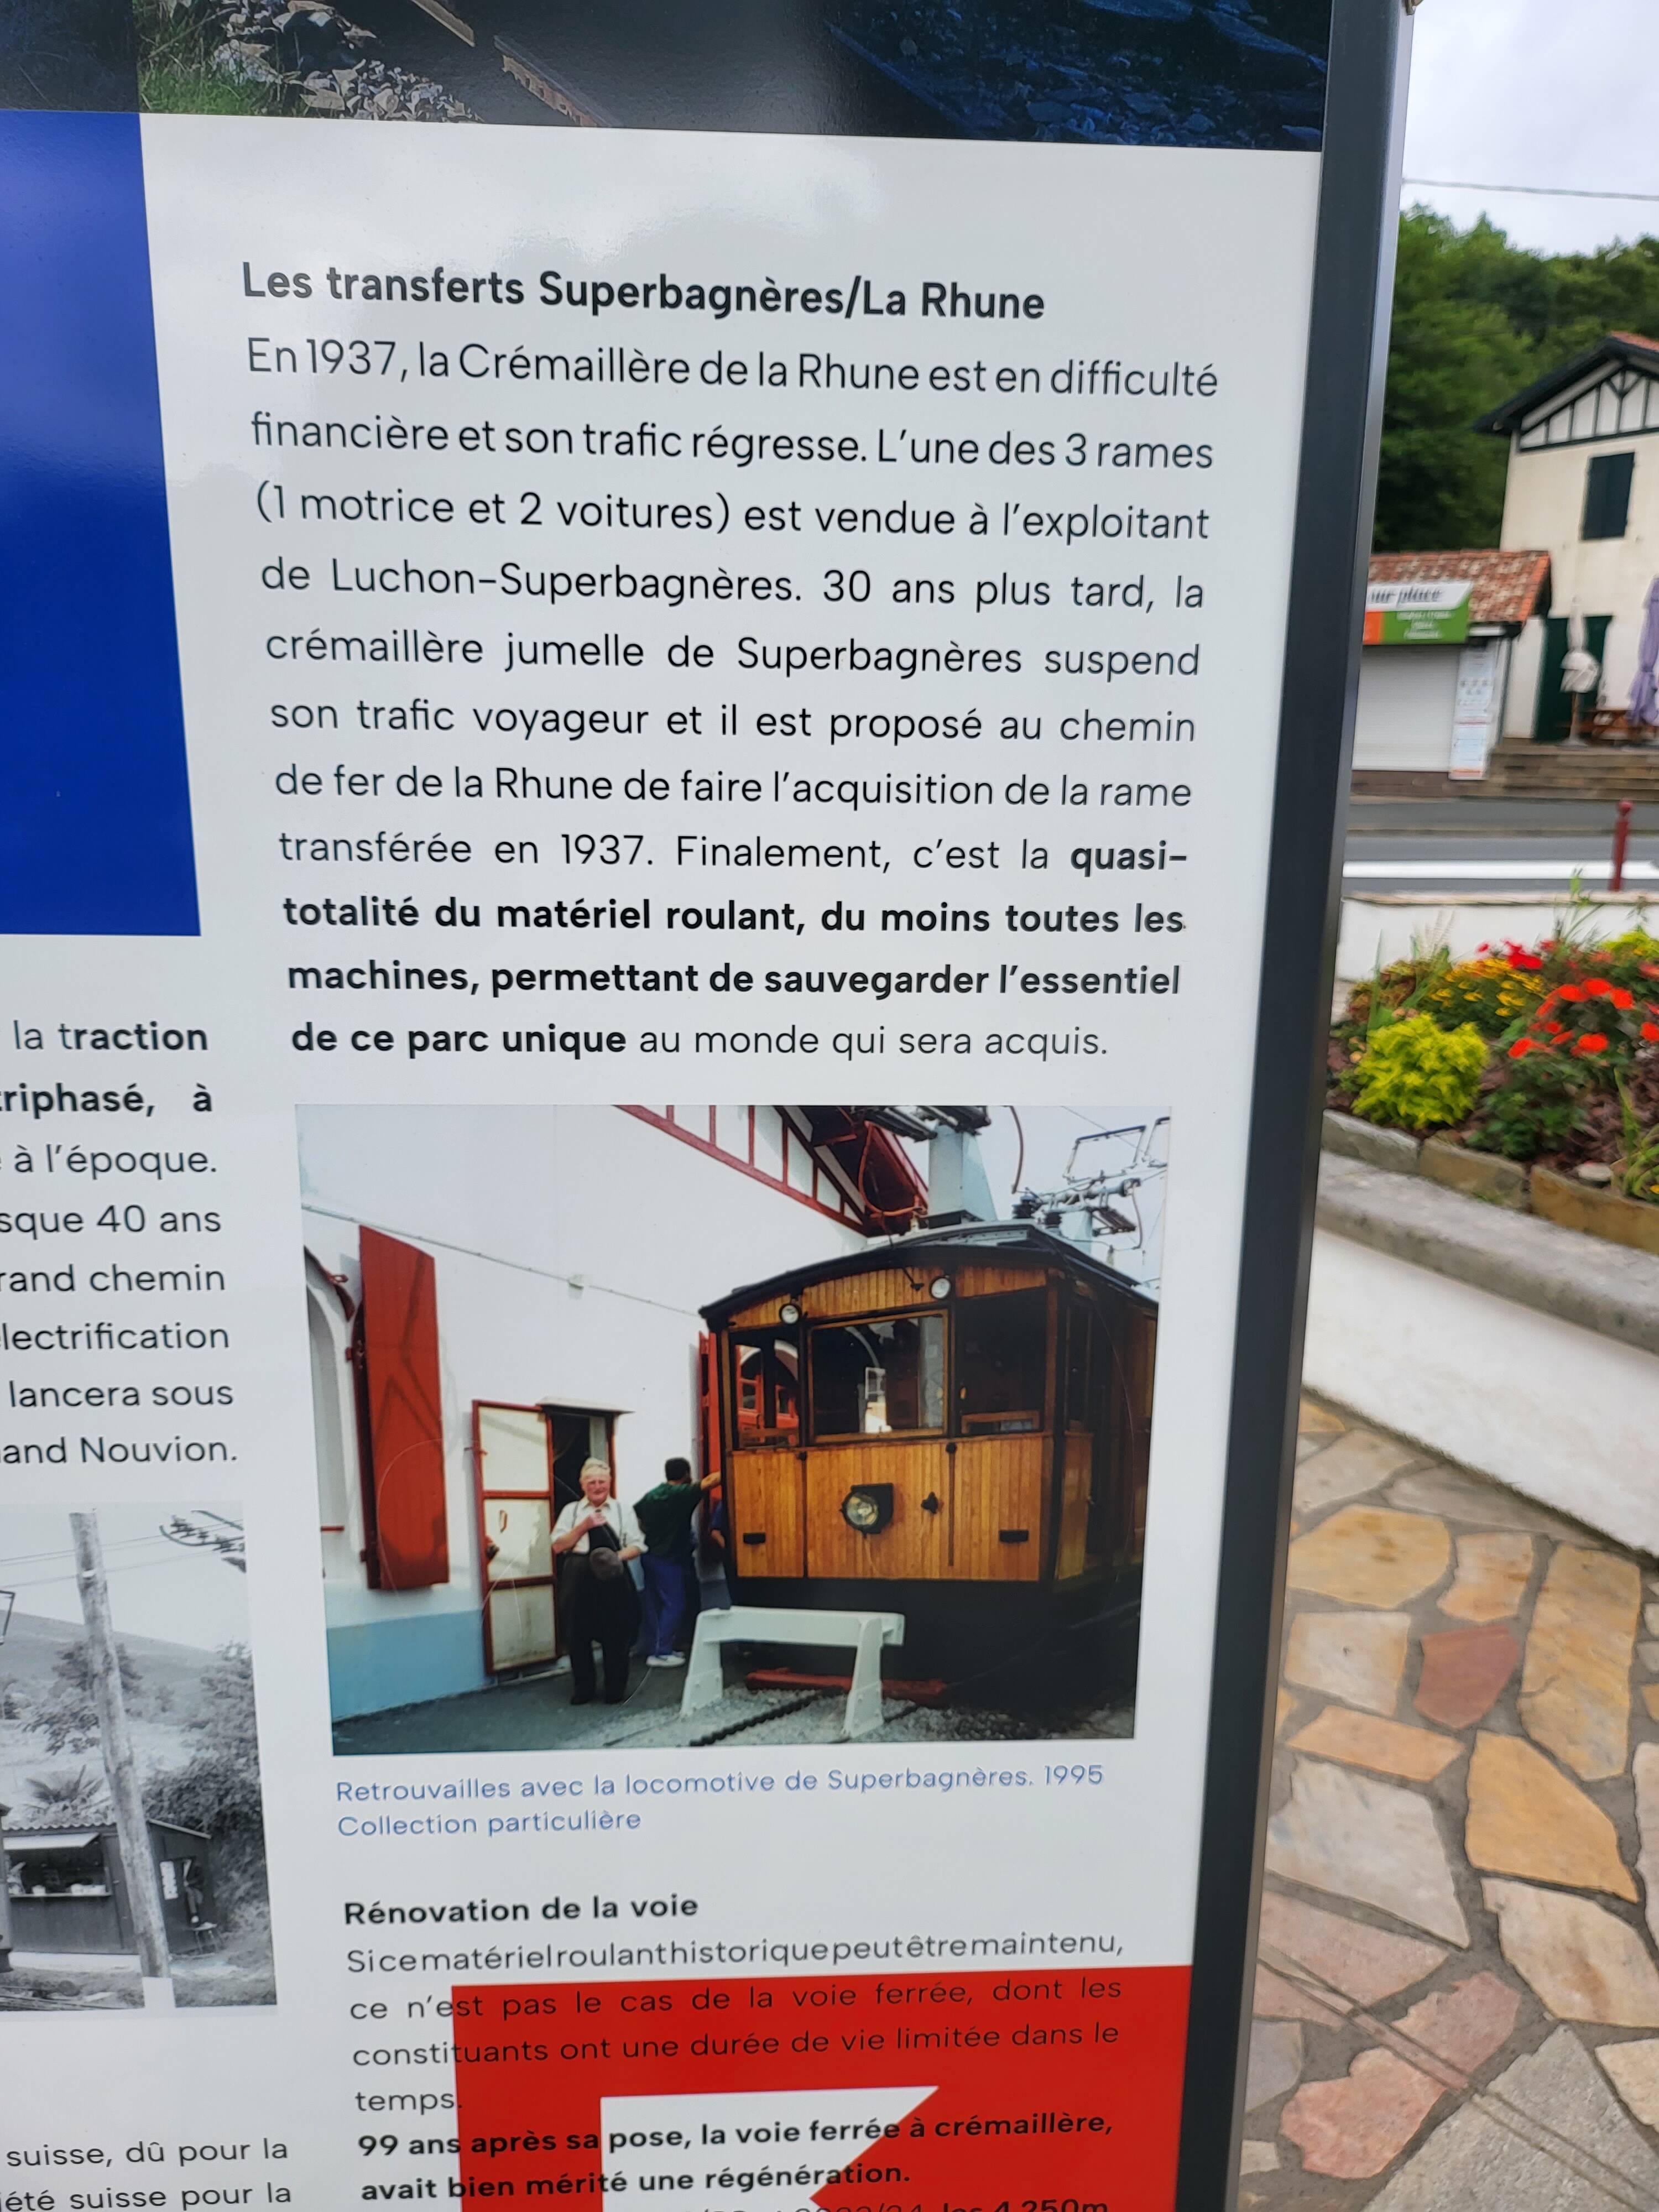 Les transferts Superbagnères/La Rhune
En 1937, la Crémaillère de la Rhune est en difficulté
financière et son trafic régresse. L'une des 3 rames
(1 motrice et 2 voitures) est vendue à l'exploitant
de Luchon-Superbagnères. 30 ans plus tard, la
crémaillère jumelle de Superbagnères suspend
son trafic voyageur et il est proposé au chemin
de fer de la Rhune de faire l'acquisition de la rame
transférée en 1937. Finalement, c'est la quasi-
totalité du matériel roulant, du moins toutes les
machines, permettant de sauvegarder l'essentiel
de ce parc unique au monde qui sera acquis.
Retrouvailles avec la locomotive de Superbagnères. 1995
Collection particulière
Rénovation de la voie
Si ce matériel roulant historique peut être maintenu,
ce n'est pas le cas de la voie ferrée, dont les
constituants ont une durée de vie limitée dans le
temps.
99 ans après sa pose, la voie ferrée à crémaillère,
avait bien mérité une régénération.
les 4 250m
la traction
triphasé, à
à l'époque.
sque 40 ans
rand chemin
lectrification
lancera sous
and Nouvion.
suisse, dû pour la
iété suisse pour la
sur place